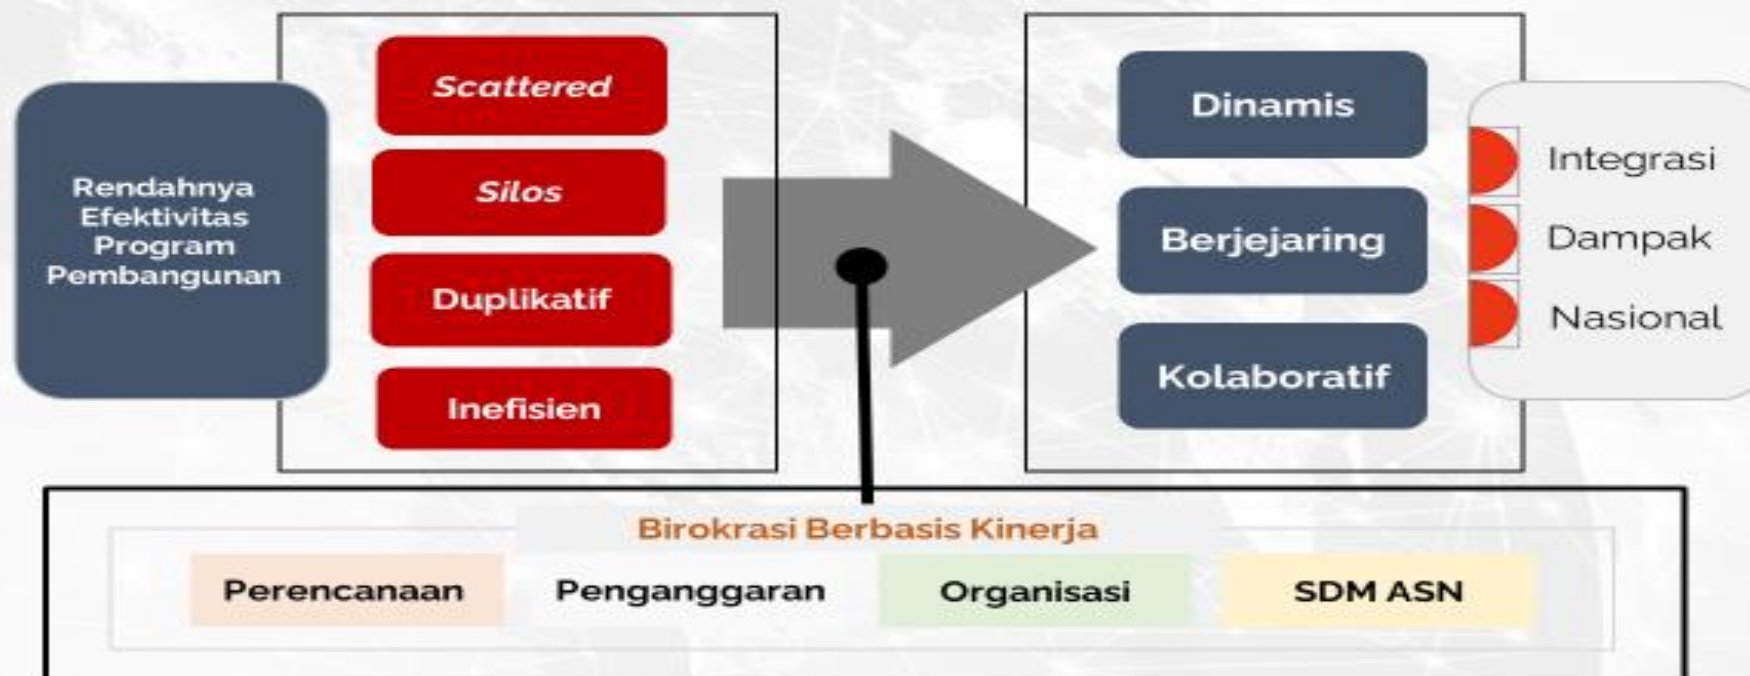 Rendahnya
Efektivitas
Program
Pembangunan
Scattered
Silos
Duplikatif
Inefisien
Dinamis
Berjejaring
Kolaboratif
Integrasi
Dampak
Nasional
Birokrasi Berbasis Kinerja
Perencanaan
Penganggaran
Organisasi
SDM ASN